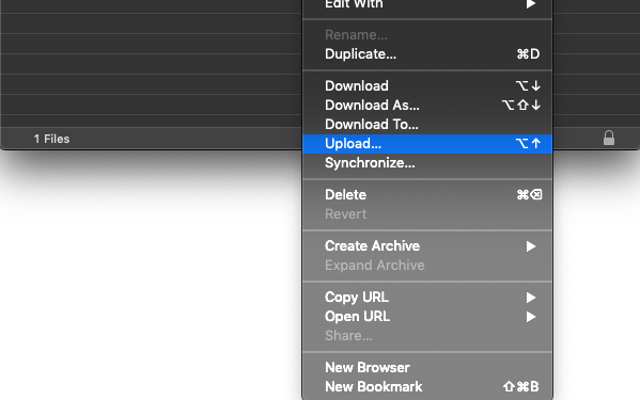 Edit With ▶
Rename...
Duplicate... ⌘D
Download ⌥↓
Download As... ⌥⇧↓
Download To...
1 Files
Upload... ⌥↑
Synchronize...
Delete ⌘⌫
Revert
Create Archive ▶
Expand Archive
Copy URL ▶
Open URL ▶
Share...
New Browser
New Bookmark ⇧⌘B